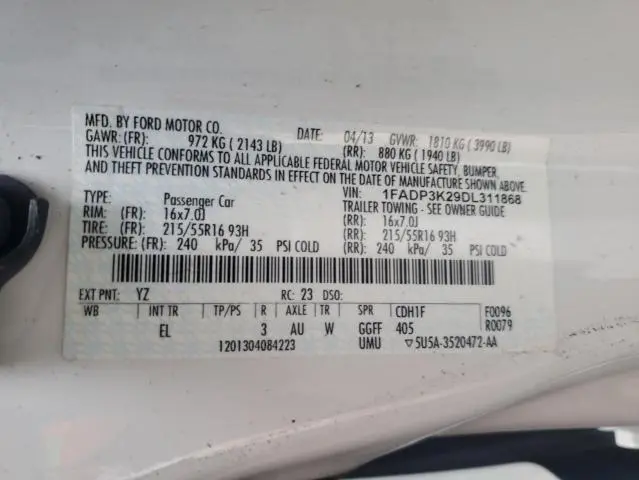 MFD. BY FORD MOTOR CO.
DATE: 04/13 GVWR: 1810 KG ( 3990 LB)
GAWR: (FR): 972 KG ( 2143 LB) (RR): 880 KG ( 1940 LB)
THIS VEHICLE CONFORMS TO ALL APPLICABLE FEDERAL MOTOR VEHICLE SAFETY, BUMPER,
AND THEFT PREVENTION STANDARDS IN EFFECT ON THE DATE OF MANUFACTURE SHOWN ABOVE.
VIN: 1FADP3K29DL311868
TYPE: Passenger Car TRAILER TOWING - SEE OWNER GUIDE
RIM: (FR): 16x7.0J (RR): 16x7.0J
TIRE: (FR): 215/55R16 93H (RR): 215/55R16 93H
PRESSURE: (FR): 240 kPa/ 35 PSI COLD (RR): 240 kPa/ 35 PSI COLD
EXT PNT: YZ RC: 23 DSO:
WB INT TR TP/PS R AXLE TR SPR CDH1F F0096
EL 3 AU W GGFF 405 R0079
1201304084223 UMU ▽5U5A-3520472-AA